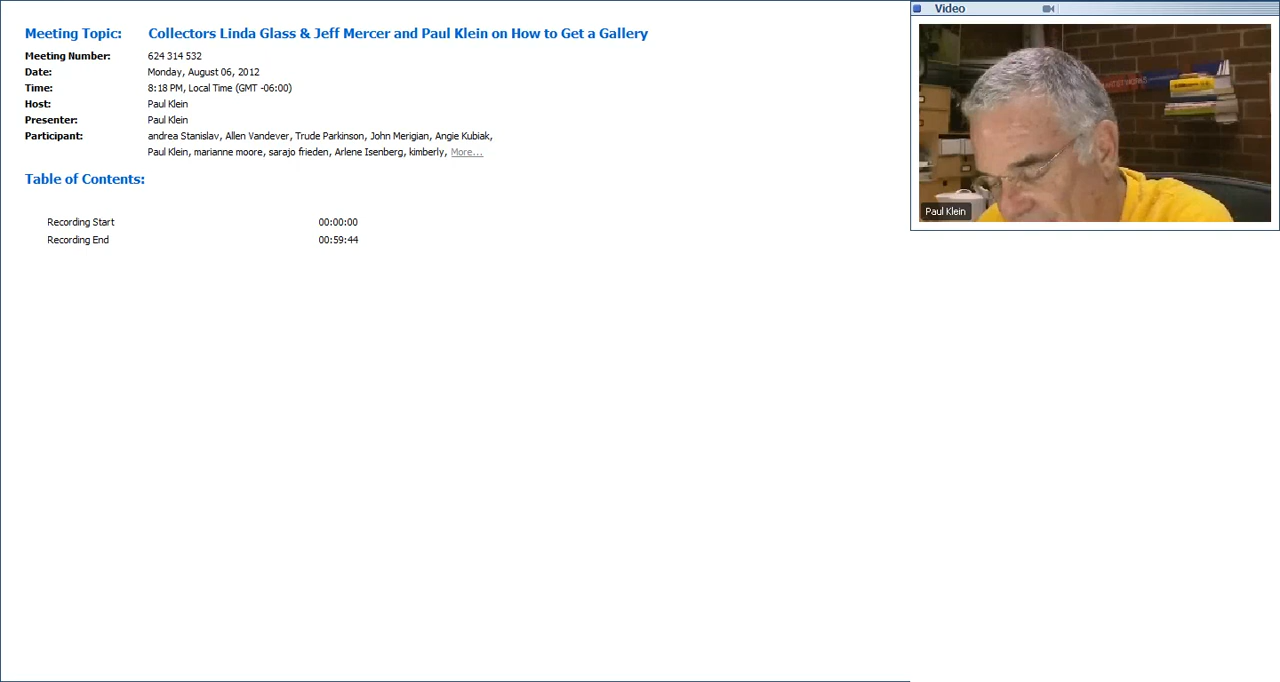 Meeting Topic: Collectors Linda Glass & Jeff Mercer and Paul Klein on How to Get a Gallery
Meeting Number: 624 314 532
Date: Monday, August 06, 2012
Time: 8:18 PM, Local Time (GMT -06:00)
Host: Paul Klein
Presenter: Paul Klein
Participant: andrea Stanislav, Allen Vandever, Trude Parkinson, John Merigian, Angie Kubiak,
Paul Klein, marianne moore, sarajo frieden, Arlene Isenberg, kimberly, More...
Table of Contents:
Recording Start 00:00:00
Recording End 00:59:44
Video
Paul Klein